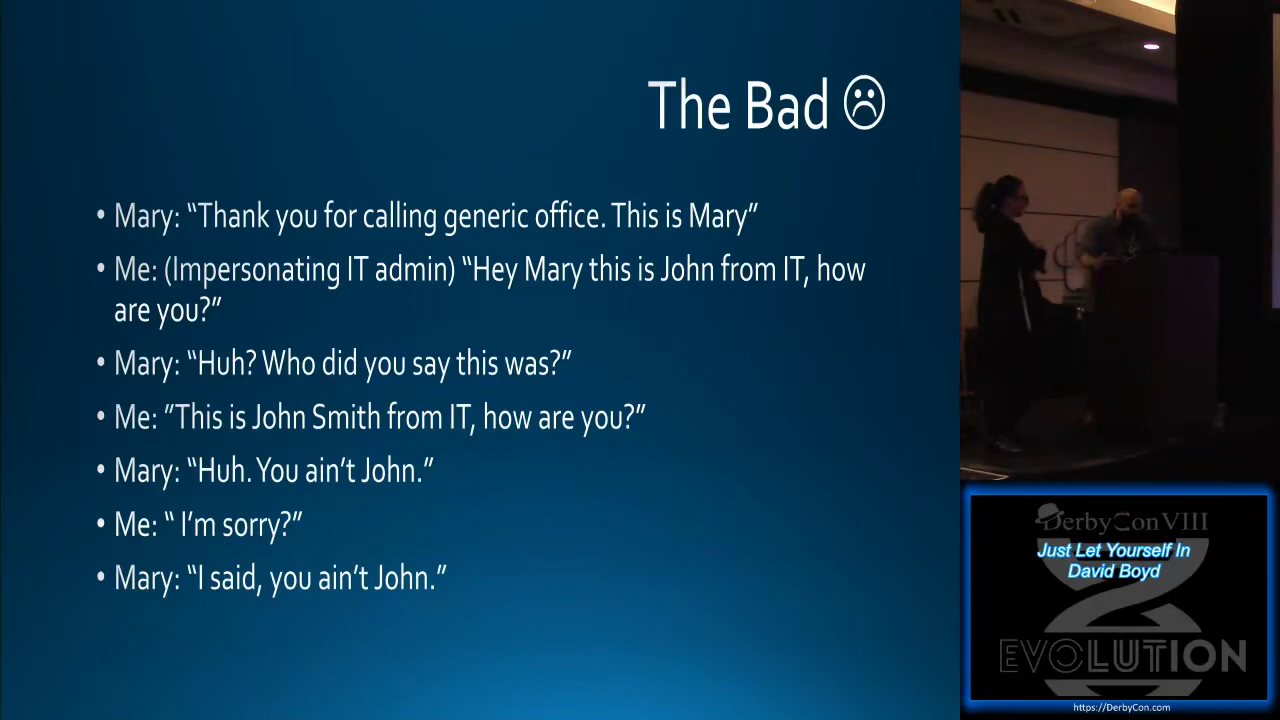 The Bad ☹
• Mary: “Thank you for calling generic office. This is Mary”
• Me: (Impersonating IT admin) “Hey Mary this is John from IT, how
are you?”
• Mary: “Huh? Who did you say this was?”
• Me: ”This is John Smith from IT, how are you?”
• Mary: “Huh. You ain’t John.”
• Me: “ I’m sorry?”
• Mary: “I said, you ain’t John.”
DerbyCon VIII
Just Let Yourself In
David Boyd
EVOLUTION
https://DerbyCon.com